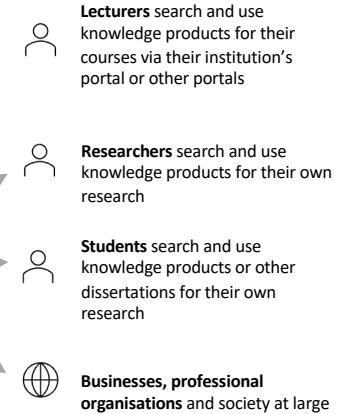 Lecturers search and use
knowledge products for their
courses via their institution's
portal or other portals
Researchers search and use
knowledge products for their own
research
Students search and use
knowledge products or other
dissertations for their own
research
Businesses, professional
organisations and society at large